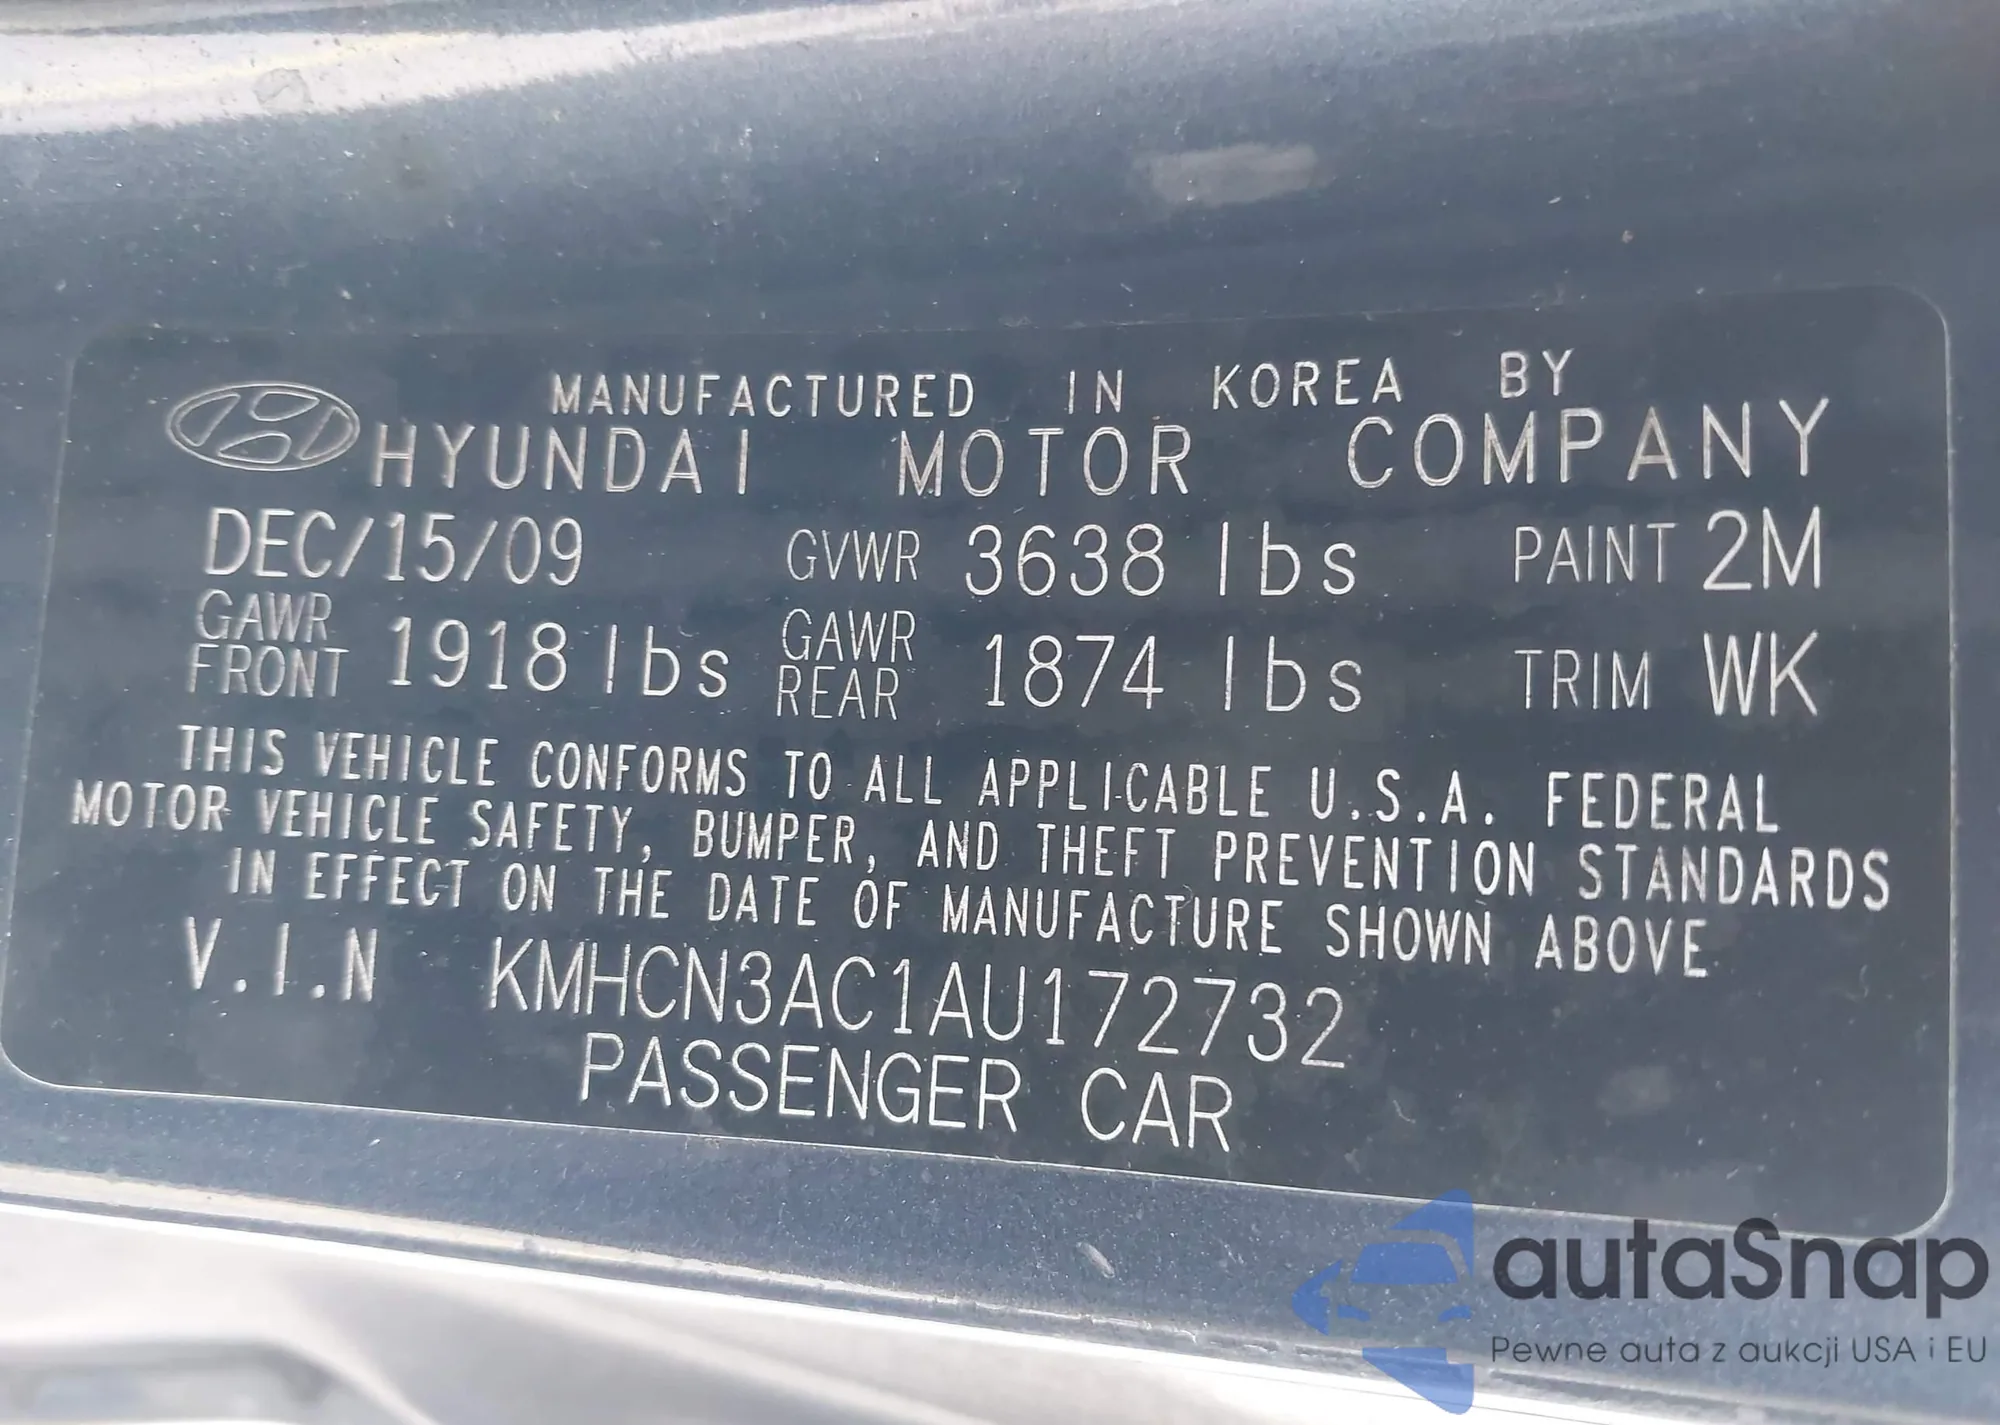 MANUFACTURED IN KOREA BY
HYUNDAI MOTOR COMPANY
DEC/15/09 GVWR 3638 lbs PAINT 2M
GAWR FRONT 1918 lbs GAWR REAR 1874 lbs TRIM WK
THIS VEHICLE CONFORMS TO ALL APPLICABLE U.S.A. FEDERAL
MOTOR VEHICLE SAFETY, BUMPER, AND THEFT PREVENTION STANDARDS
IN EFFECT ON THE DATE OF MANUFACTURE SHOWN ABOVE
V.I.N KMHCN3AC1AU172732
PASSENGER CAR
autaSnap
Pewne auta z aukcji USA i EU